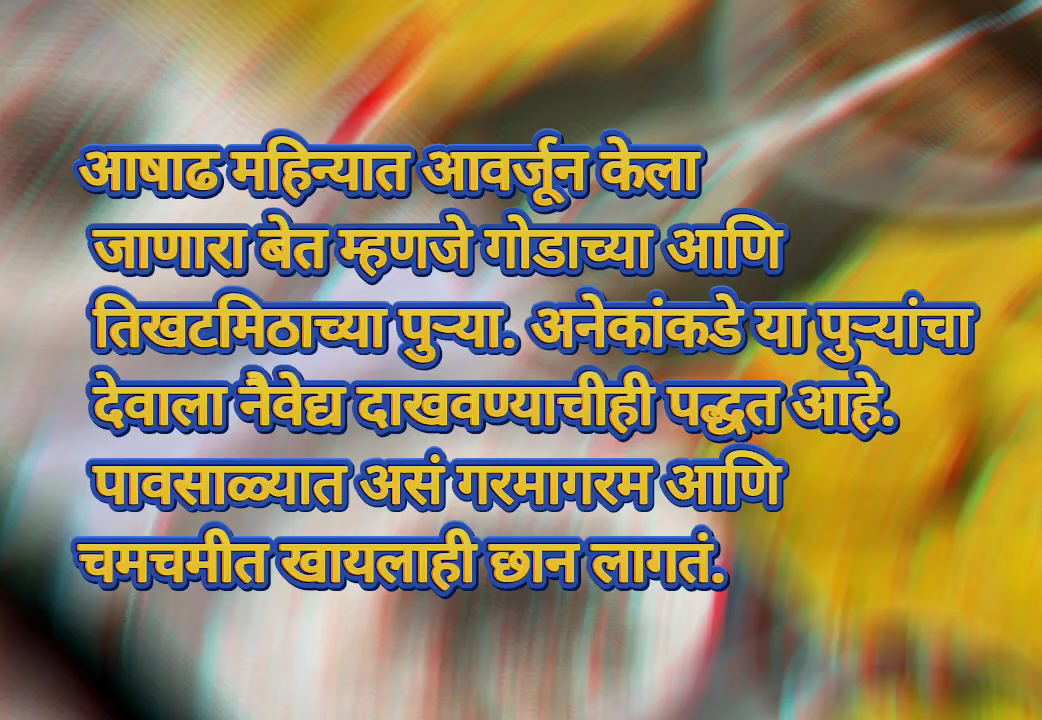 आषाढ महिन्यात आवर्जून केला
जाणारा बेत म्हणजे गोडाच्या आणि
तिखटमिठाच्या पुऱ्या. अनेकांकडे या पुऱ्यांचा
देवाला नैवेद्य दाखवण्याचीही पद्धत आहे.
पावसाळ्यात असं गरमागरम आणि
चमचमीत खायलाही छान लागतं.